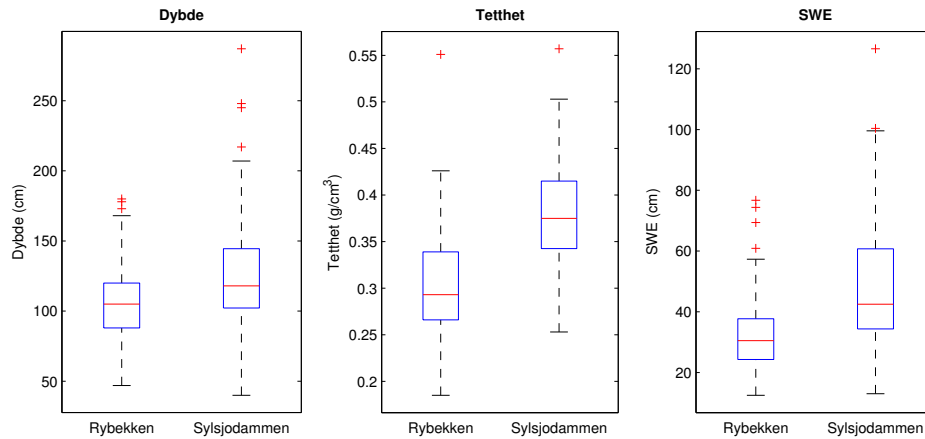 Dybde
Dybde (cm)
250
200
150
100
50
Rybekken Sylsjodammen
Tetthet
Tetthet (g/cm³)
0.55
0.5
0.45
0.4
0.35
0.3
0.25
0.2
Rybekken Sylsjodammen
SWE
SWE (cm)
120
100
80
60
40
20
Rybekken Sylsjodammen